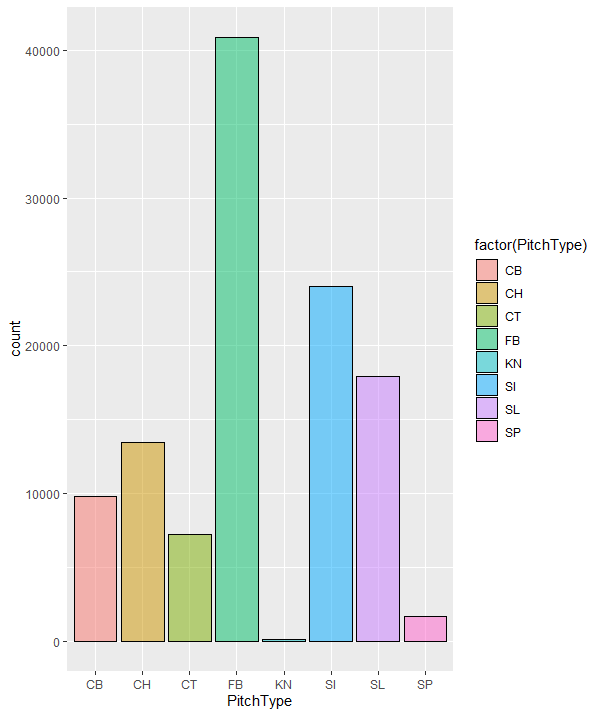 count
40000
30000
20000
10000
0
CB CH CT FB KN SI SL SP
PitchType
factor(PitchType)
CB
CH
CT
FB
KN
SI
SL
SP